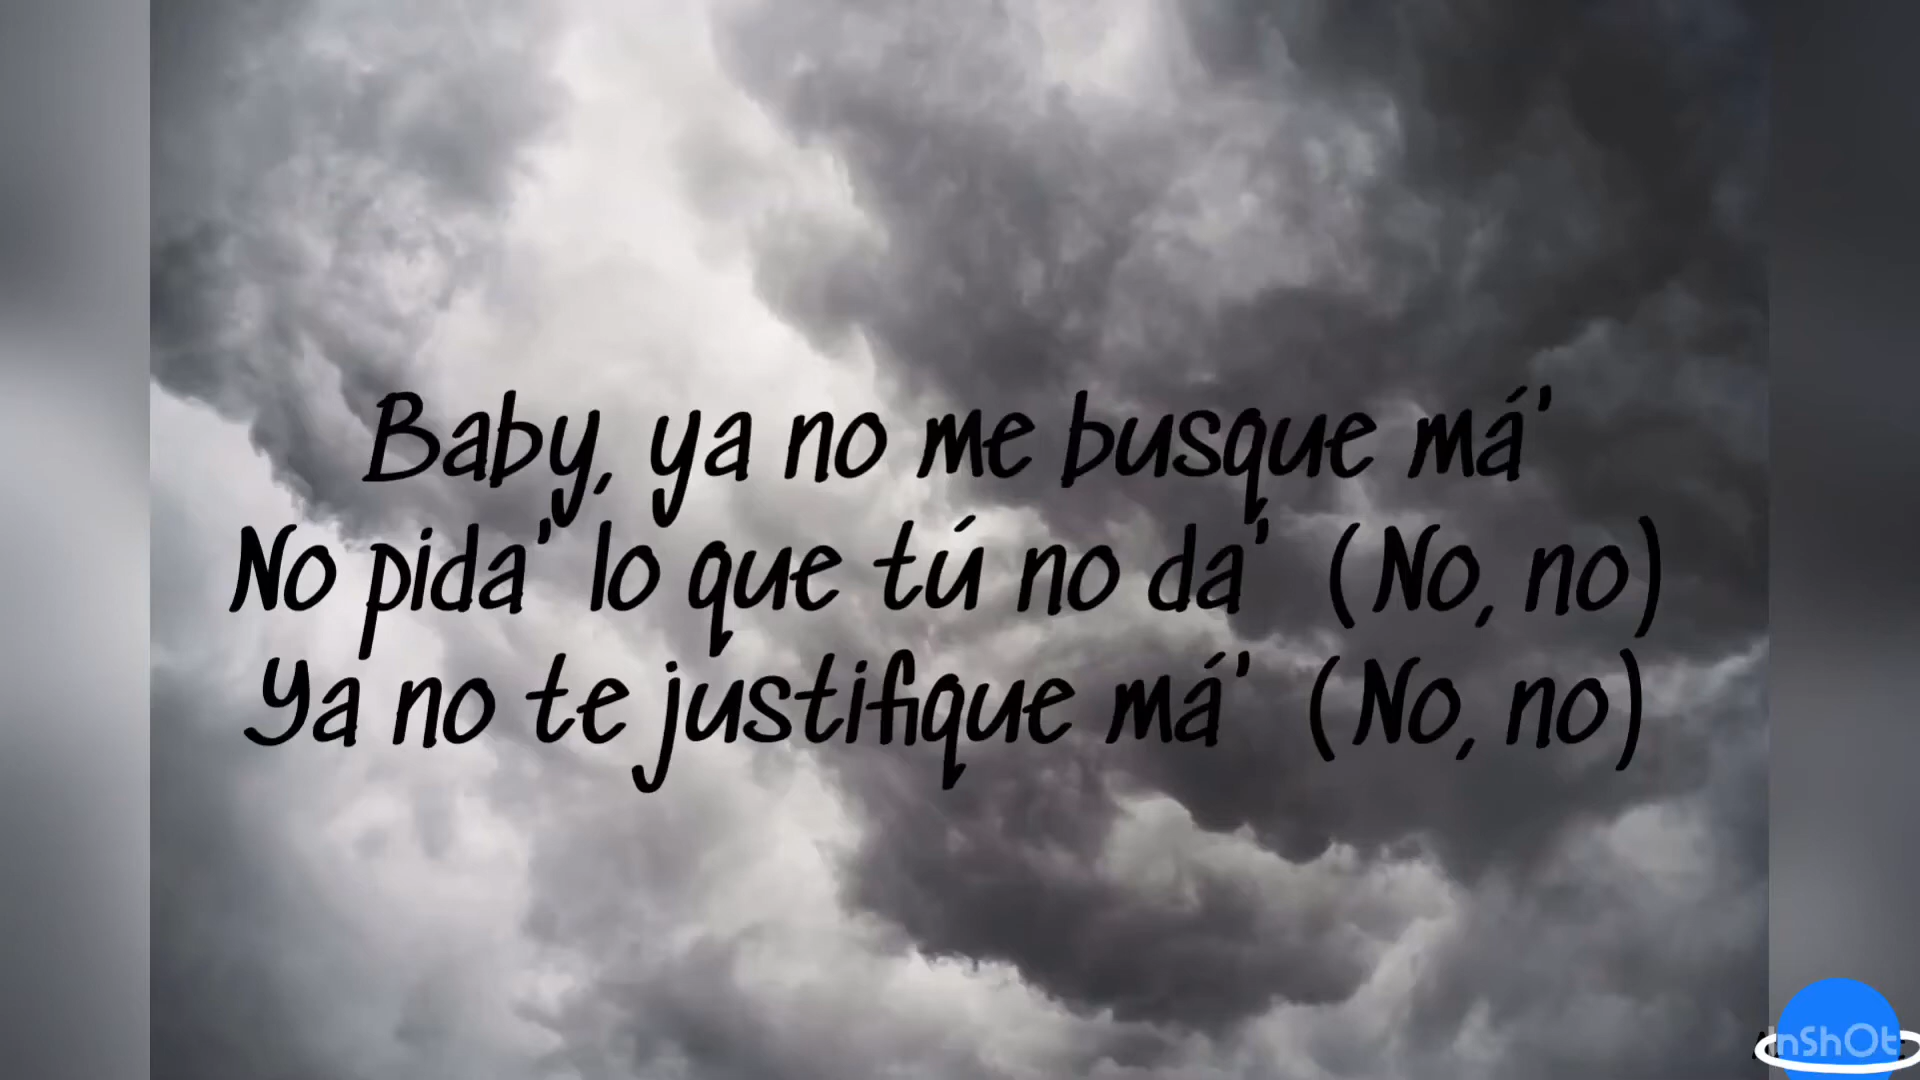 Baby, ya no me busque má'
No pida' lo que tú no da' (No, no)
Ya no te justifique má' (No, no)
InShOt